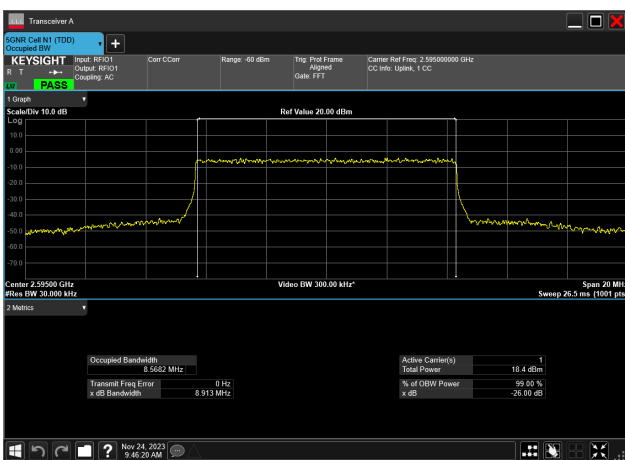 Transceiver A
5GNR Cell N1 (TDD)
Occupied BW
+
KEYSIGHT
R T
PASS
Input: RFIO1
Output: RFIO1
Coupling: AC
Corr CCorr
Range: -60 dBm
Trig: Prot Frame
Aligned
Gate: FFT
Carrier Ref Freq: 2.595000000 GHz
CC Info: Uplink, 1 CC
1 Graph
Scale/Div 10.0 dB
Ref Value 20.00 dBm
Log
10.0
0.00
-10.0
-20.0
-30.0
-40.0
-50.0
-60.0
-70.0
Center 2.59500 GHz
Video BW 300.00 kHz*
Span 20 MHz
#Res BW 30.000 kHz
Sweep 26.5 ms (1001 pts
2 Metrics
Occupied Bandwidth
8.5682 MHz
Transmit Freq Error 0 Hz
x dB Bandwidth 8.913 MHz
Active Carrier(s) 1
Total Power 18.4 dBm
% of OBW Power 99.00 %
x dB -26.00 dB
?
Nov 24, 2023
9:46:20 AM